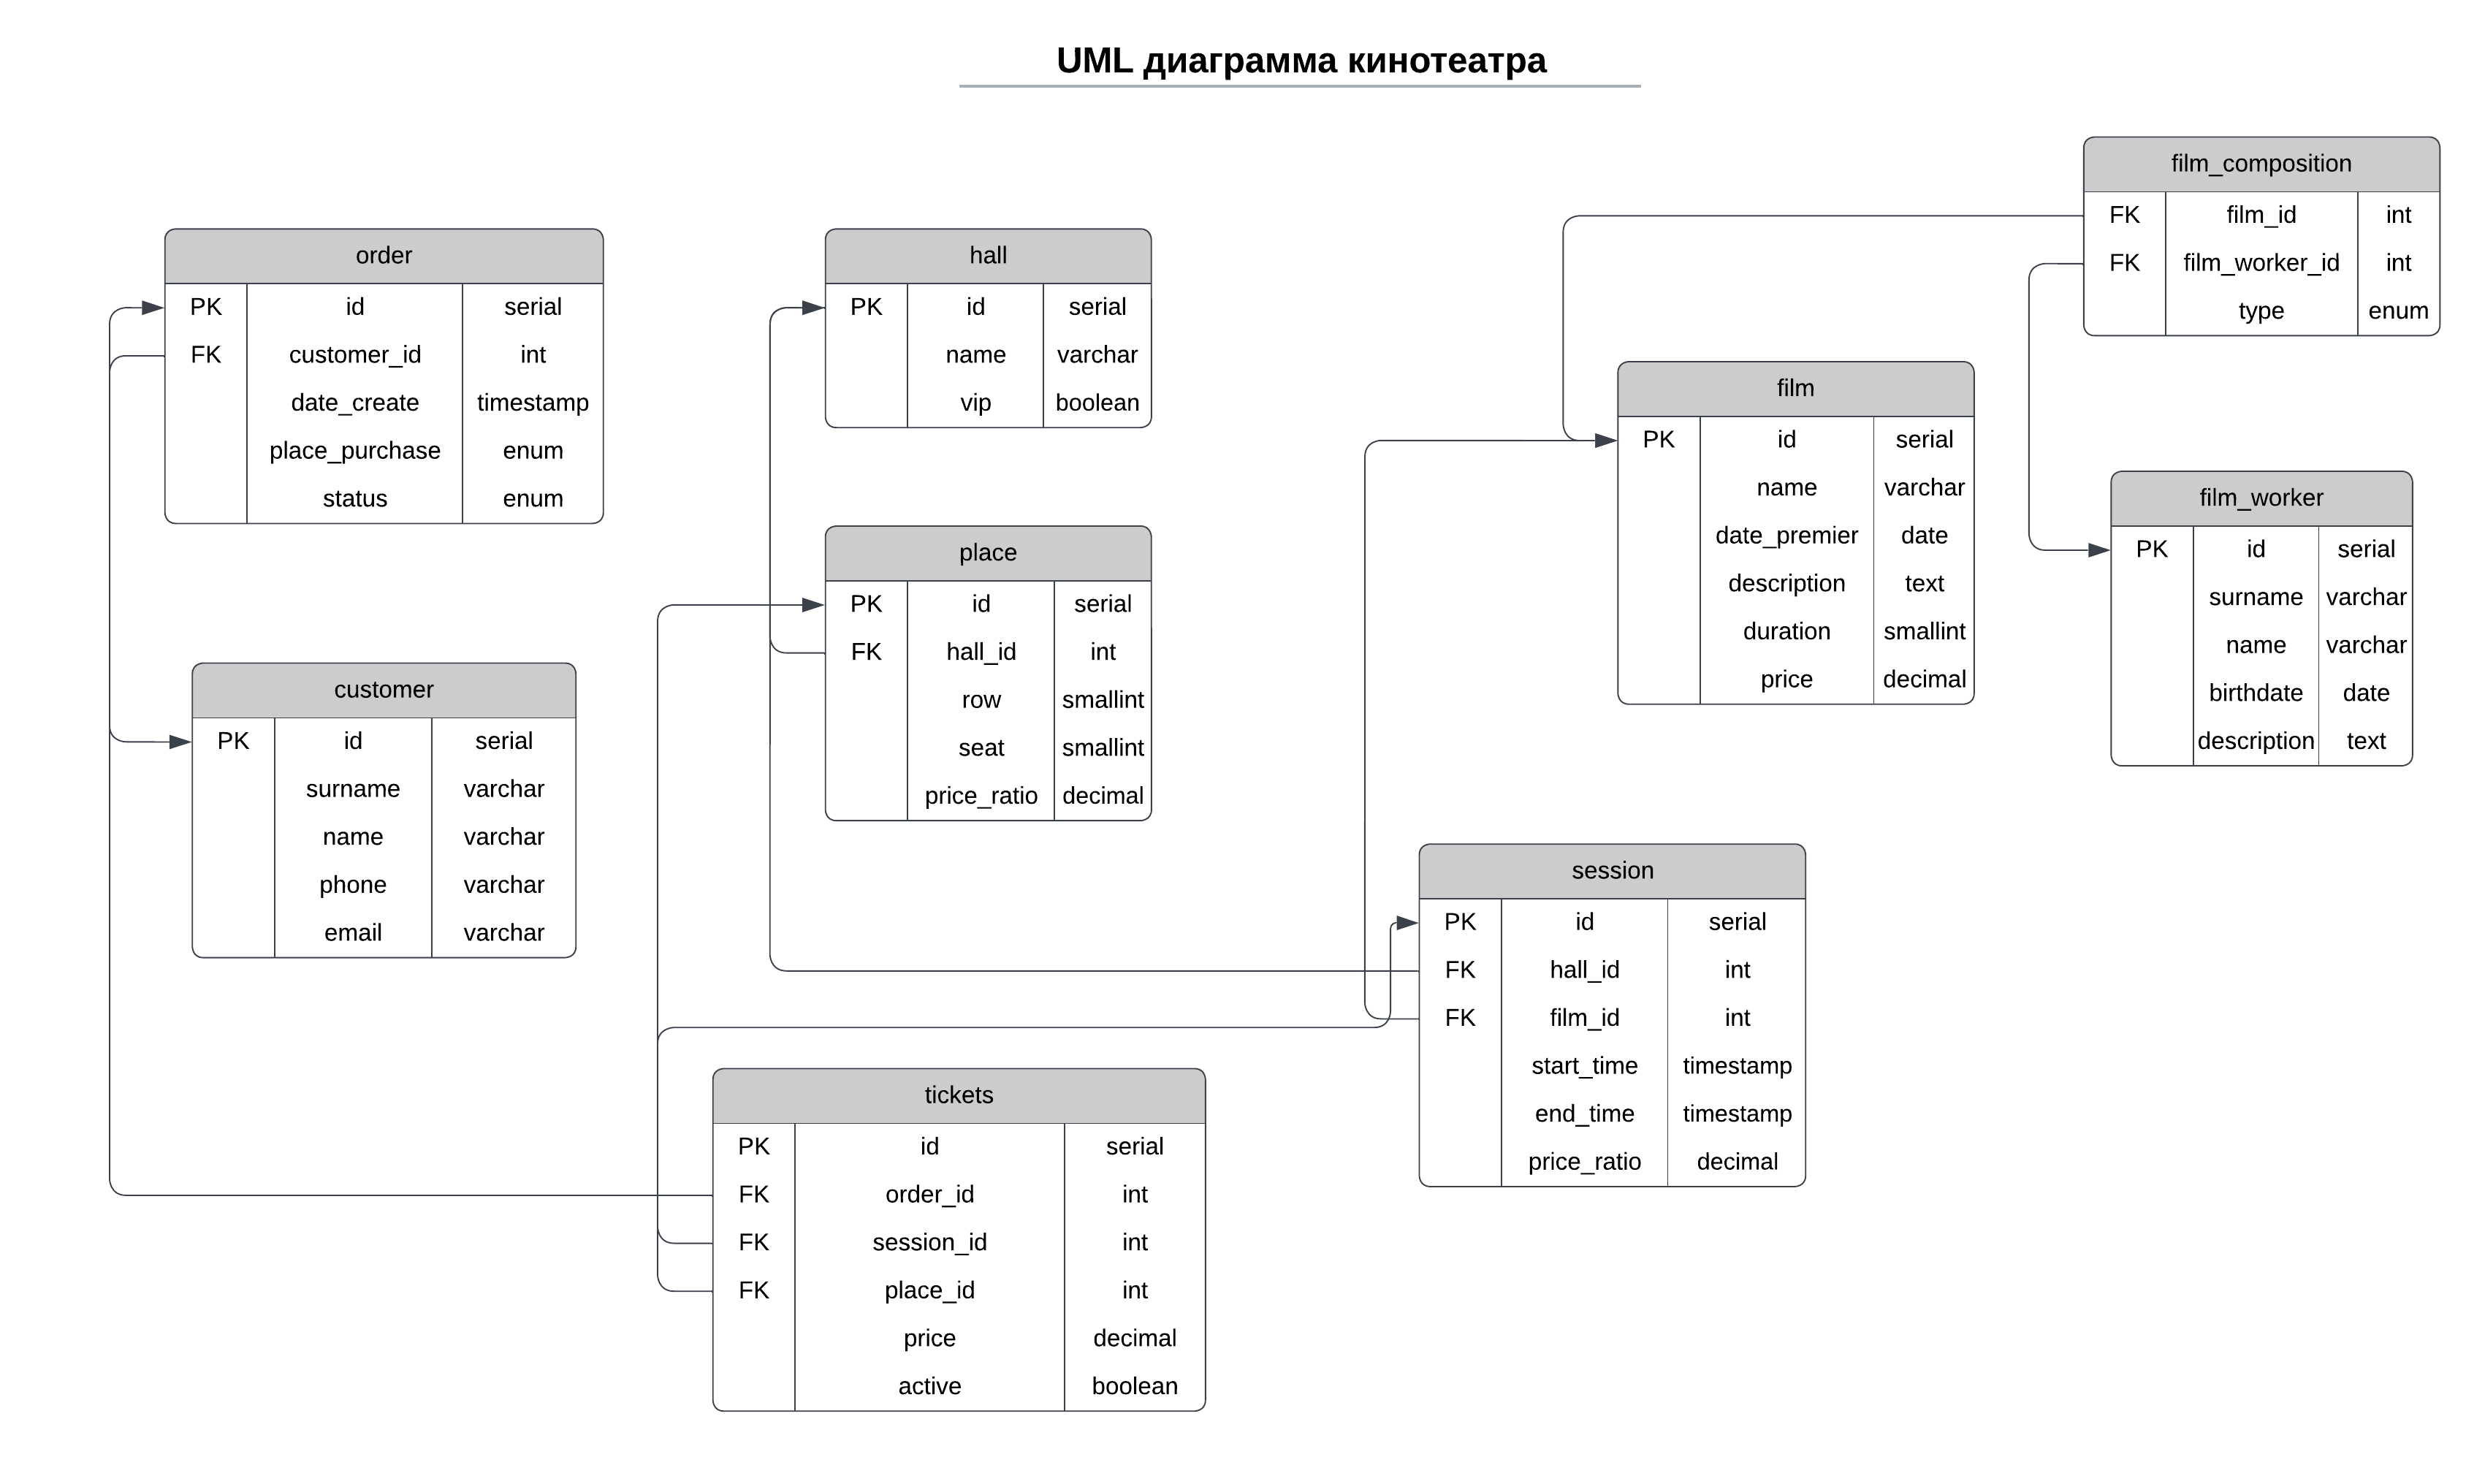 UML диаграмма кинотеатра
order
PK id serial
FK customer_id int
date_create timestamp
place_purchase enum
status enum
customer
PK id serial
surname varchar
name varchar
phone varchar
email varchar
hall
PK id serial
name varchar
vip boolean
place
PK id serial
FK hall_id int
row smallint
seat smallint
price_ratio decimal
tickets
PK id serial
FK order_id int
FK session_id int
FK place_id int
price decimal
active boolean
film
PK id serial
name varchar
date_premier date
description text
duration smallint
price decimal
session
PK id serial
FK hall_id int
FK film_id int
start_time timestamp
end_time timestamp
price_ratio decimal
film_composition
FK film_id int
FK film_worker_id int
type enum
film_worker
PK id serial
surname varchar
name varchar
birthdate date
description text